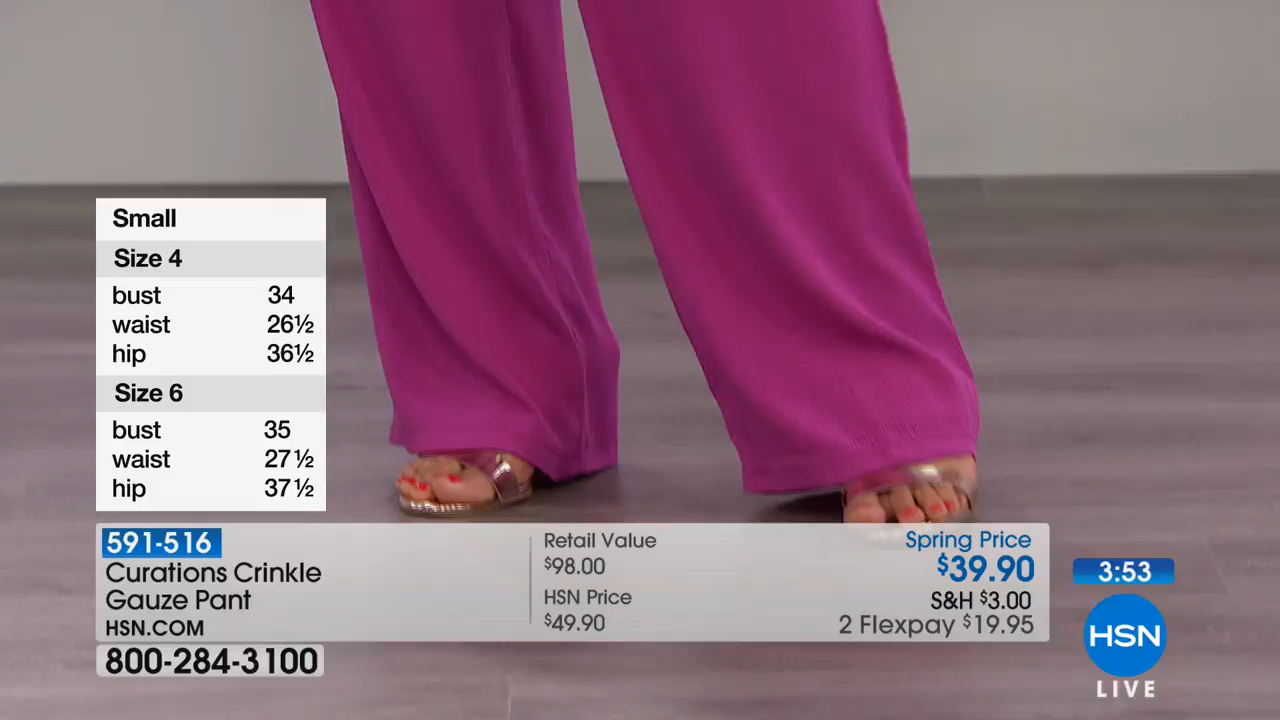 Small
Size 4
bust 34
waist 26½
hip 36½
Size 6
bust 35
waist 27½
hip 37½
591-516
Curations Crinkle
Gauze Pant
HSN.COM
800-284-3100
Retail Value
$98.00
HSN Price
$49.90
Spring Price
$39.90
S&H $3.00
2 Flexpay $19.95
3:53
HSN
LIVE